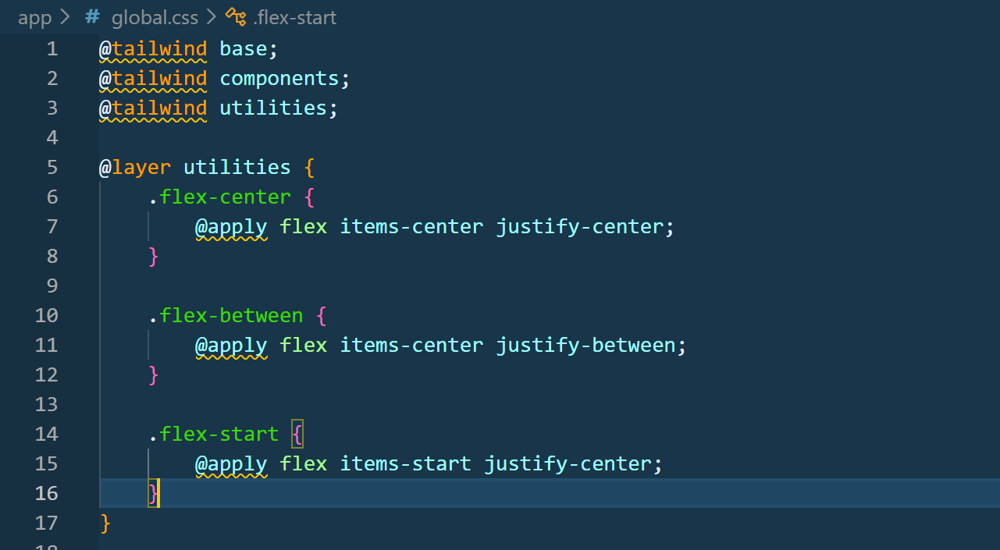 app > # global.css > .flex-start
1 @tailwind base;
2 @tailwind components;
3 @tailwind utilities;
4
5 @layer utilities {
6 .flex-center {
7 @apply flex items-center justify-center;
8 }
9
10 .flex-between {
11 @apply flex items-center justify-between;
12 }
13
14 .flex-start {
15 @apply flex items-start justify-center;
16 }
17 }
18